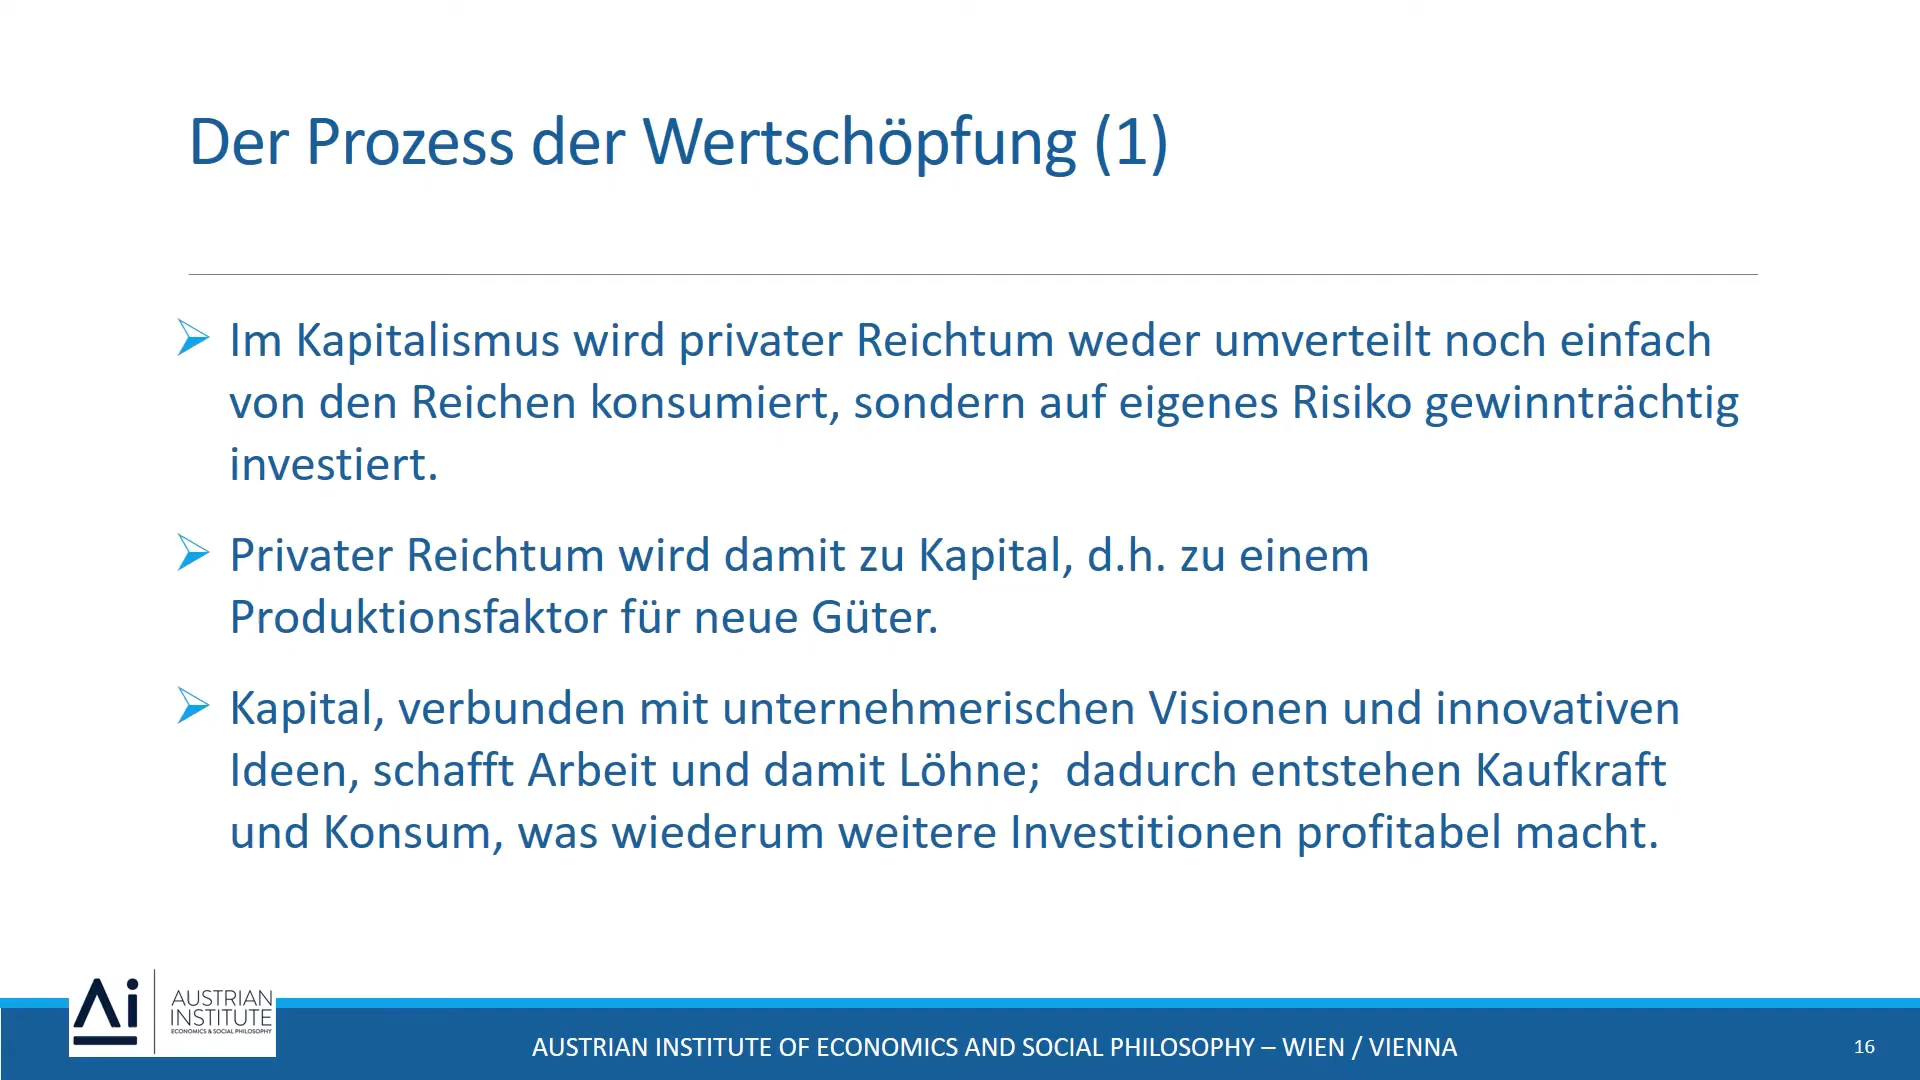 Der Prozess der Wertschöpfung (1)
Im Kapitalismus wird privater Reichtum weder umverteilt noch einfach
von den Reichen konsumiert, sondern auf eigenes Risiko gewinnträchtig
investiert.
Privater Reichtum wird damit zu Kapital, d.h. zu einem
Produktionsfaktor für neue Güter.
Kapital, verbunden mit unternehmerischen Visionen und innovativen
Ideen, schafft Arbeit und damit Löhne;  dadurch entstehen Kaufkraft
und Konsum, was wiederum weitere Investitionen profitabel macht.
Ai
AUSTRIAN
INSTITUTE
ECONOMICS & SOCIAL PHILOSOPHY
AUSTRIAN INSTITUTE OF ECONOMICS AND SOCIAL PHILOSOPHY – WIEN / VIENNA
16